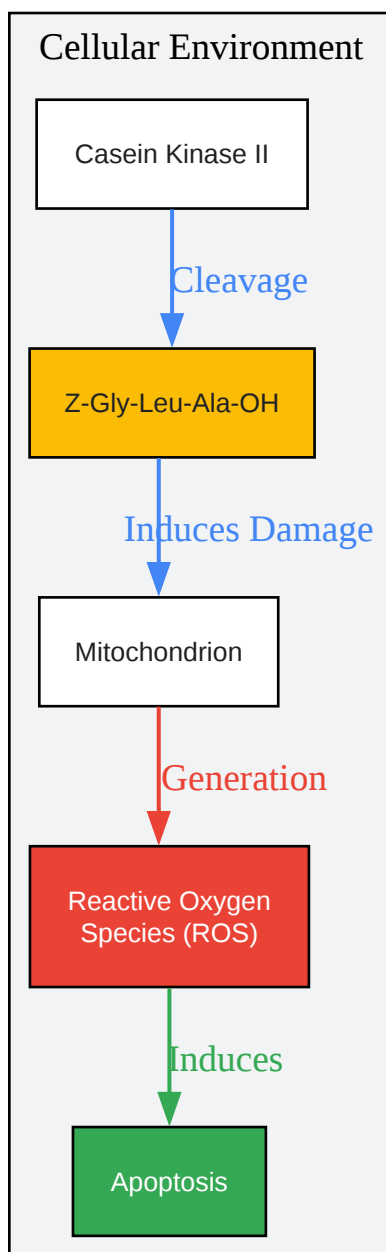 Cellular Environment
Casein Kinase II
Cleavage
Z-Gly-Leu-Ala-OH
Induces Damage
Mitochondrion
Generation
Reactive Oxygen
Species (ROS)
Induces
Apoptosis